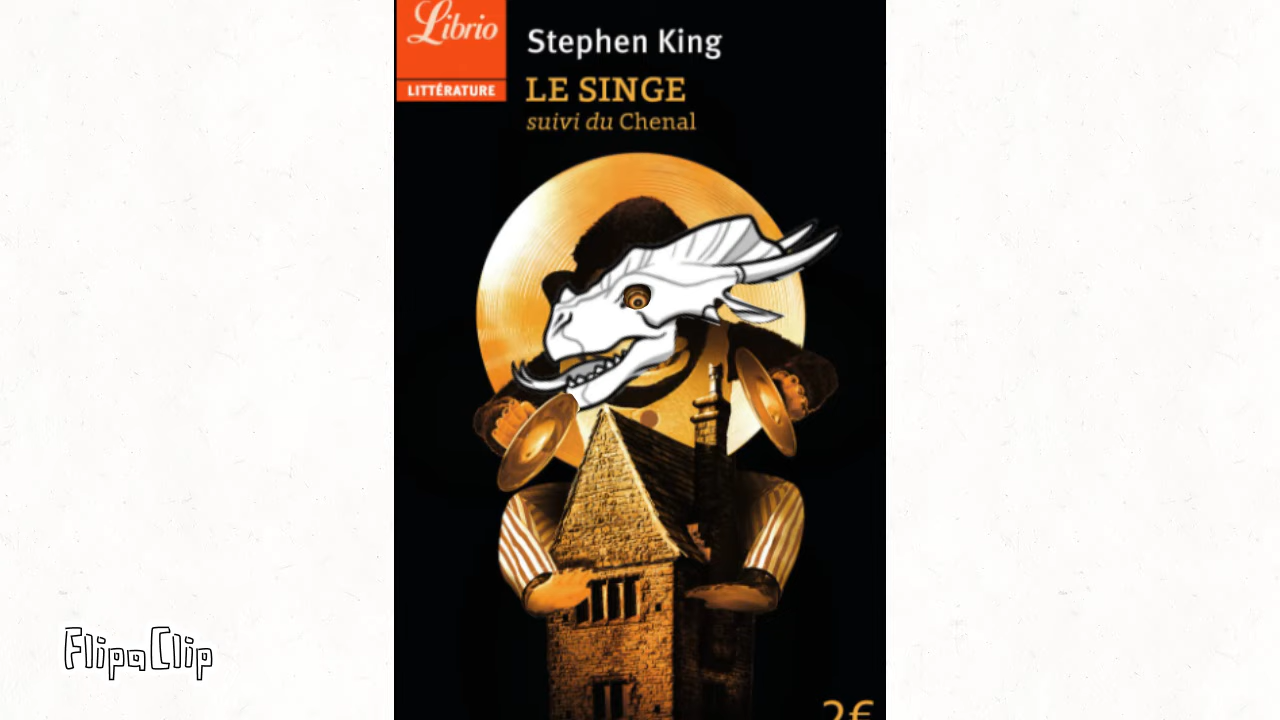 Librio
LITTÉRATURE
Stephen King
LE SINGE
suivi du Chenal
2€
FlipaClip